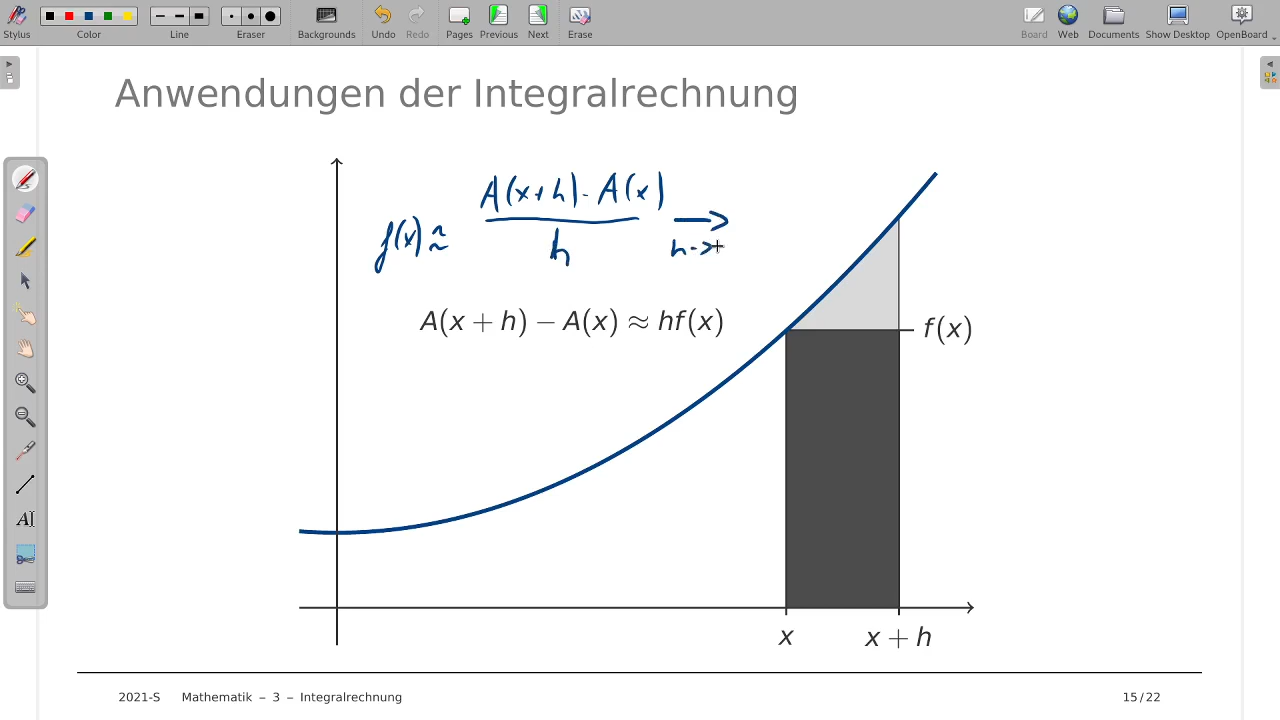 Stylus Color Line Eraser Backgrounds Undo Redo Pages Previous Next Erase Board Web Documents Show Desktop OpenBoard
Anwendungen der Integralrechnung
f(x) ≈ A(x+h) - A(x) / h → h ->
A(x + h) − A(x) ≈ hf(x)
f(x)
x
x + h
2021-S Mathematik – 3 – Integralrechnung 15/22